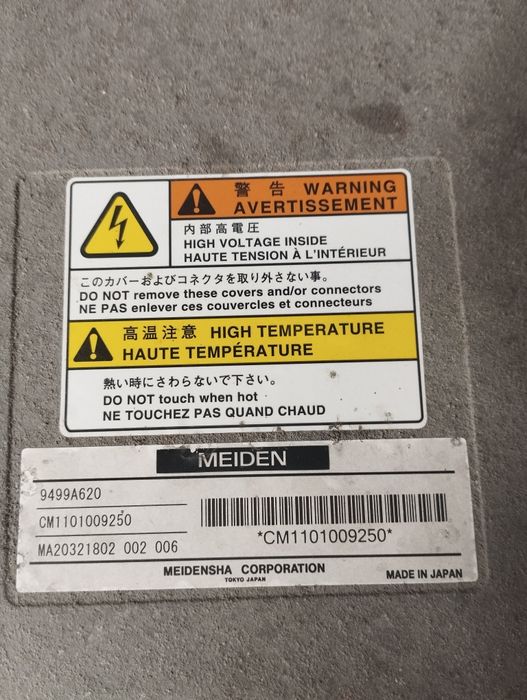 警告 WARNING
AVERTISSEMENT
内部高電圧
HIGH VOLTAGE INSIDE
HAUTE TENSION À L'INTÉRIEUR
このカバーおよびコネクタを取り外さない事。
DO NOT remove these covers and/or connectors
NE PAS enlever ces couvercles et connecteurs
高温注意 HIGH TEMPERATURE
HAUTE TEMPÉRATURE
熱い時にさわらないで下さい。
DO NOT touch when hot
NE TOUCHEZ PAS QUAND CHAUD
MEIDEN
9499A620
CM1101009250
MA20321802 002 006
*CM1101009250*
MEIDENSHA CORPORATION
TOKYO JAPAN
MADE IN JAPAN